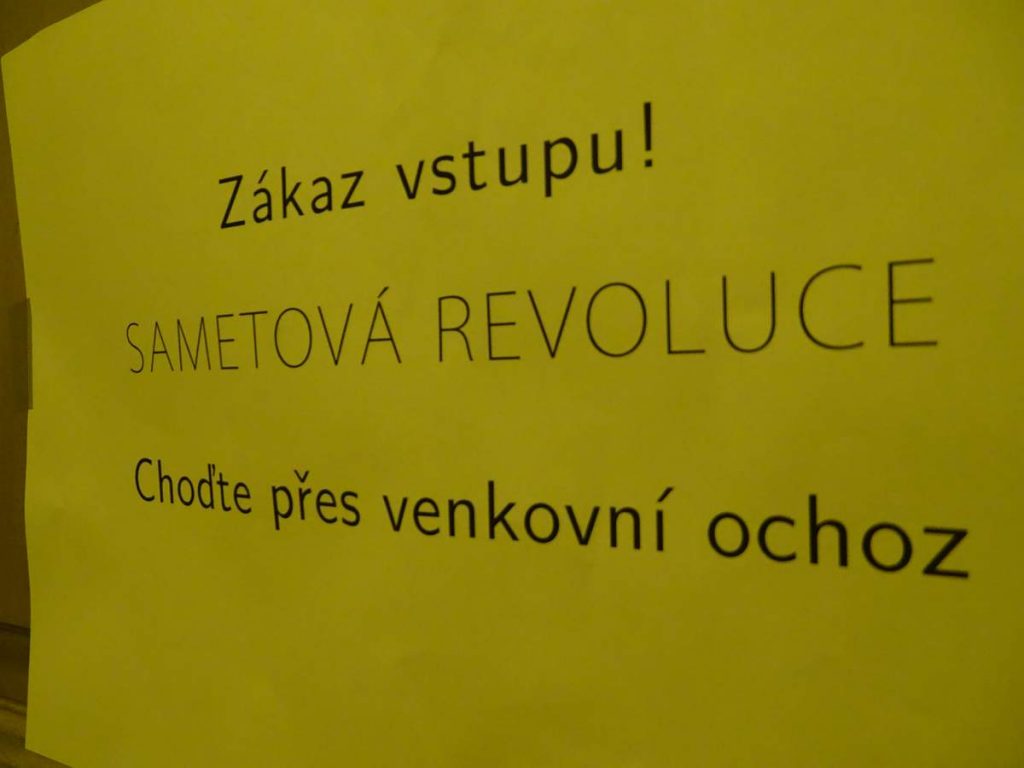 Zákaz vstupu!
SAMETOVÁ REVOLUCE
Choďte přes venkovní ochoz